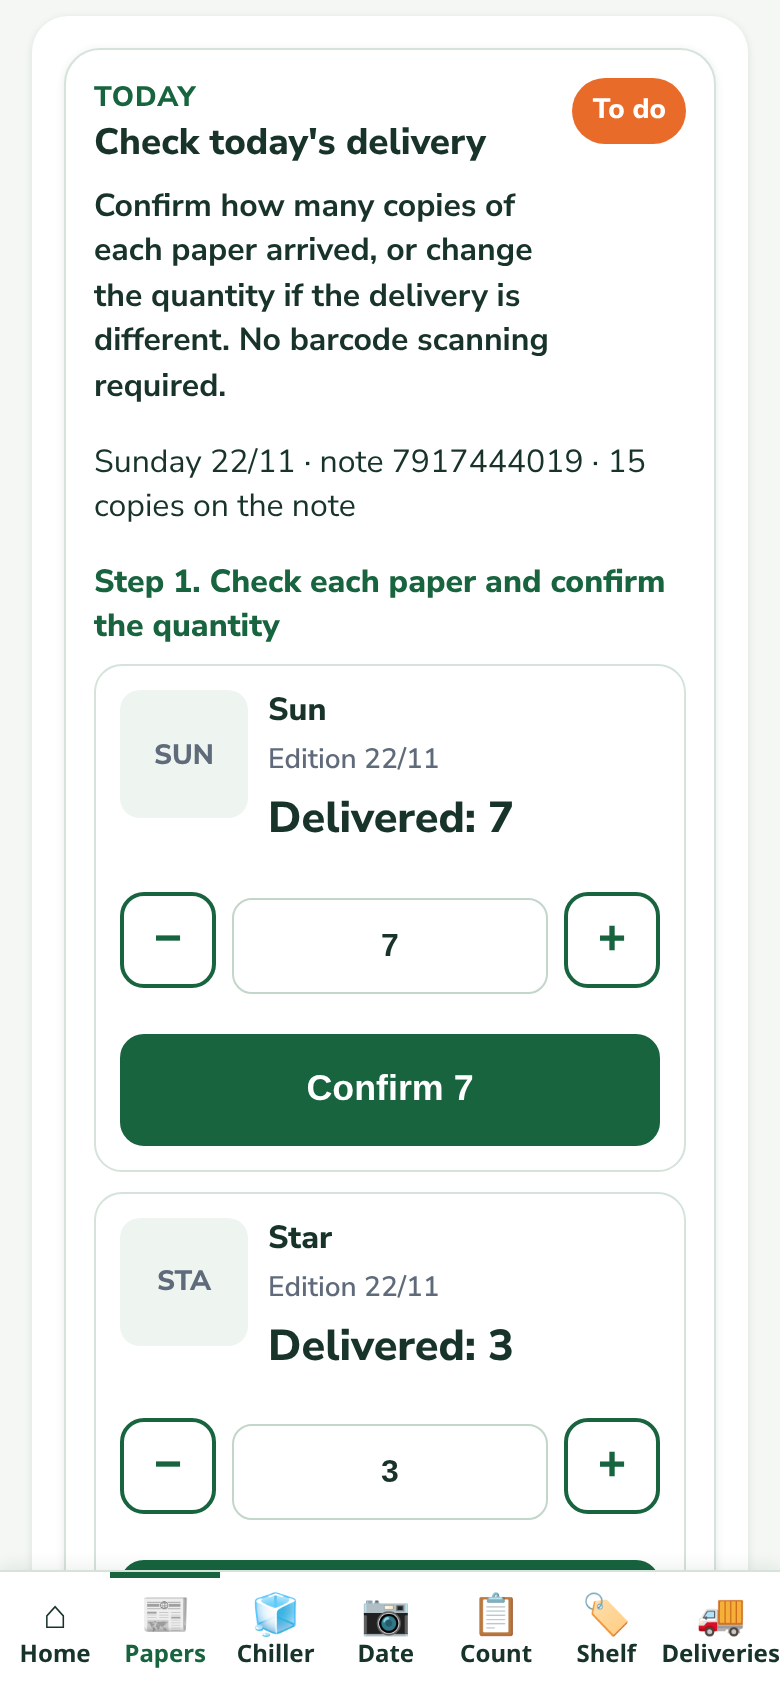 TODAY
To do
Check today's delivery
Confirm how many copies of
each paper arrived, or change
the quantity if the delivery is
different. No barcode scanning
required.
Sunday 22/11 · note 7917444019 · 15
copies on the note
Step 1. Check each paper and confirm
the quantity
SUN
Sun
Edition 22/11
Delivered: 7
−
7
+
Confirm 7
STA
Star
Edition 22/11
Delivered: 3
−
3
+
Home
Papers
Chiller
Date
Count
Shelf
Deliveries